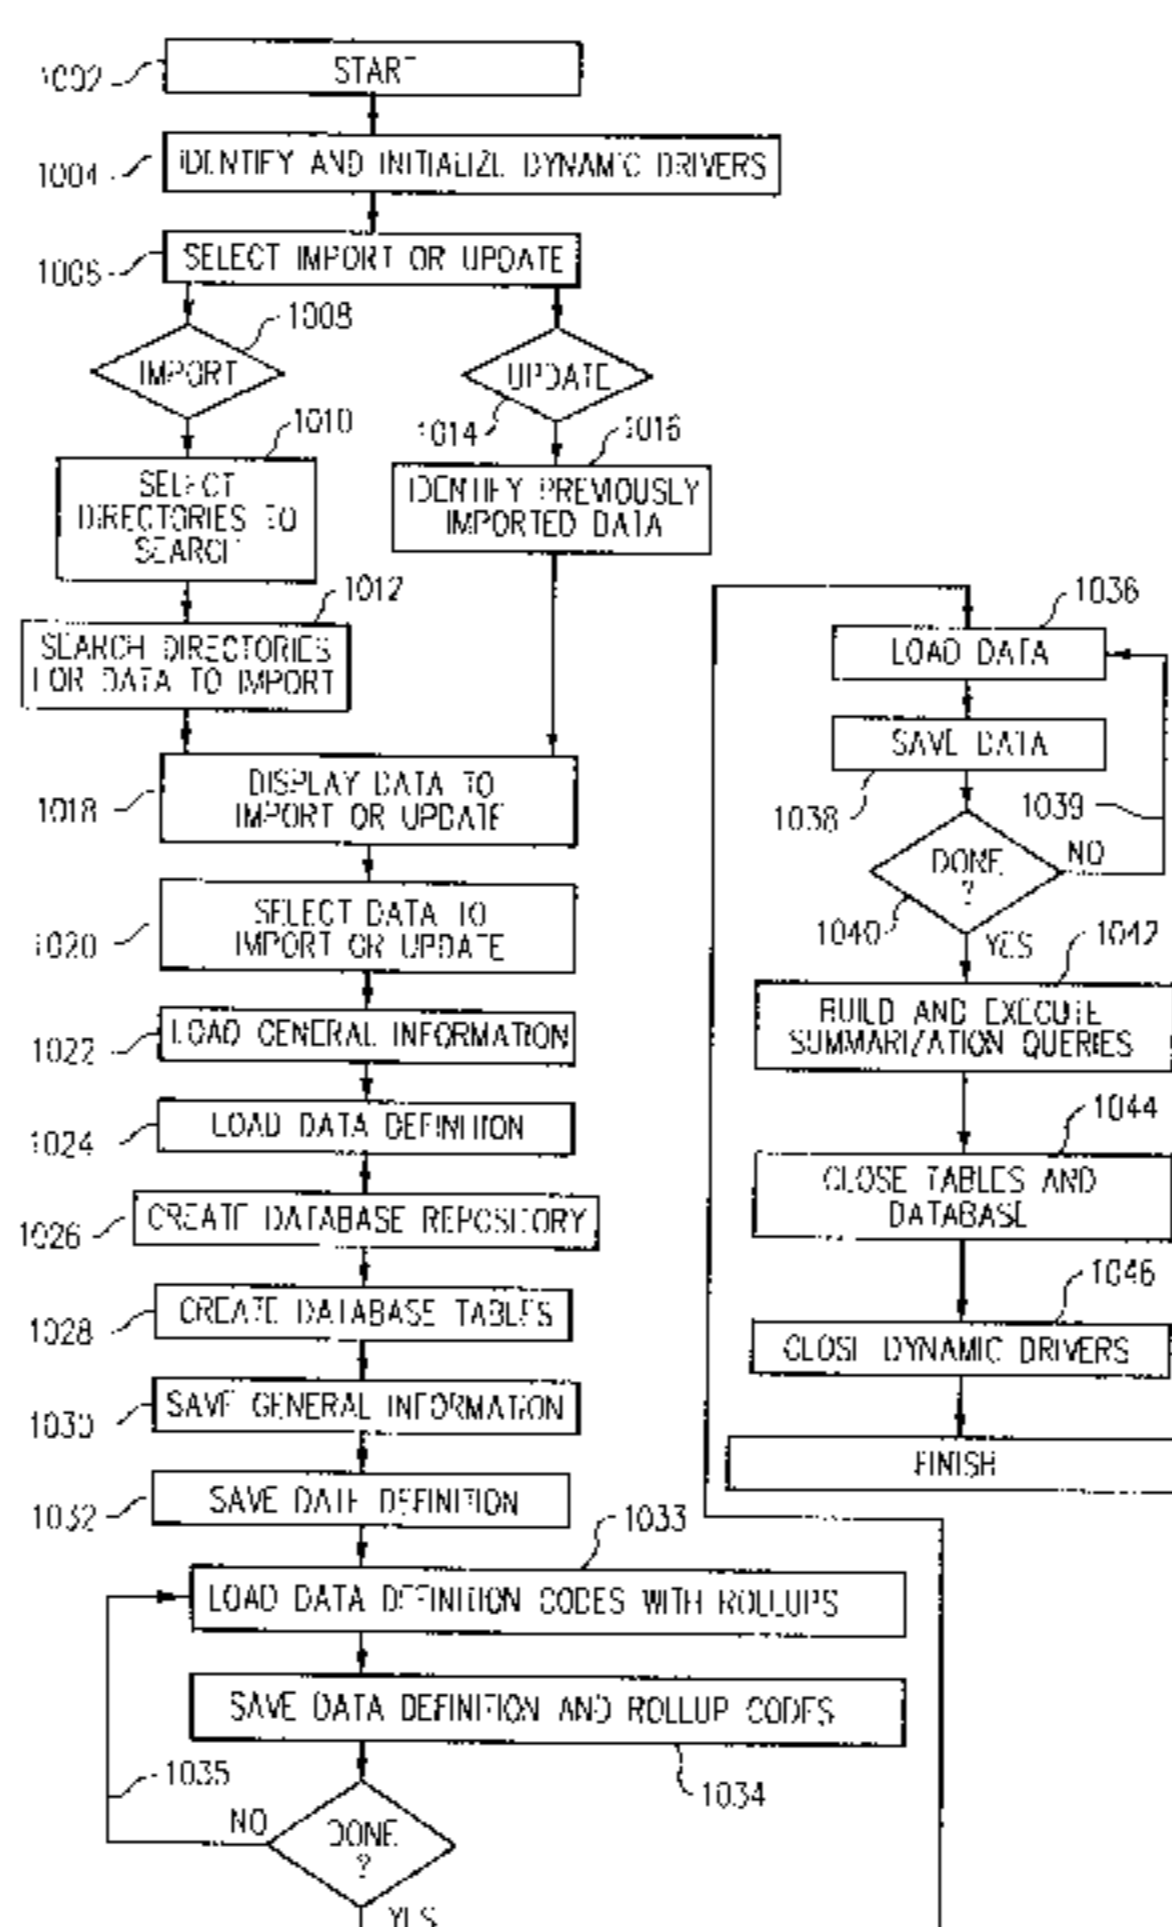 1002
START
1004
IDENTIFY AND INITIALIZE DYNAMIC DRIVERS
1006
SELECT IMPORT OR UPDATE
1008
IMPORT
UPDATE
1014
1010
SELECT
DIRECTORIES TO
SEARCH
1016
IDENTIFY PREVIOUSLY
IMPORTED DATA
1012
SEARCH DIRECTORIES
FOR DATA TO IMPORT
1018
DISPLAY DATA TO
IMPORT OR UPDATE
1020
SELECT DATA TO
IMPORT OR UPDATE
1022
LOAD GENERAL INFORMATION
1024
LOAD DATA DEFINITION
1026
CREATE DATABASE REPOSITORY
1028
CREATE DATABASE TABLES
1030
SAVE GENERAL INFORMATION
1032
SAVE DATE DEFINITION
1033
LOAD DATA DEFINITION CODES WITH ROLLUPS
SAVE DATA DEFINITION AND ROLLUP CODES
1034
1035
NO
DONE
?
YES
1036
LOAD DATA
SAVE DATA
1038
1039
DONE
?
NO
1040
YES
1042
BUILD AND EXECUTE
SUMMARIZATION QUERIES
1044
CLOSE TABLES AND
DATABASE
1046
CLOSE DYNAMIC DRIVERS
FINISH